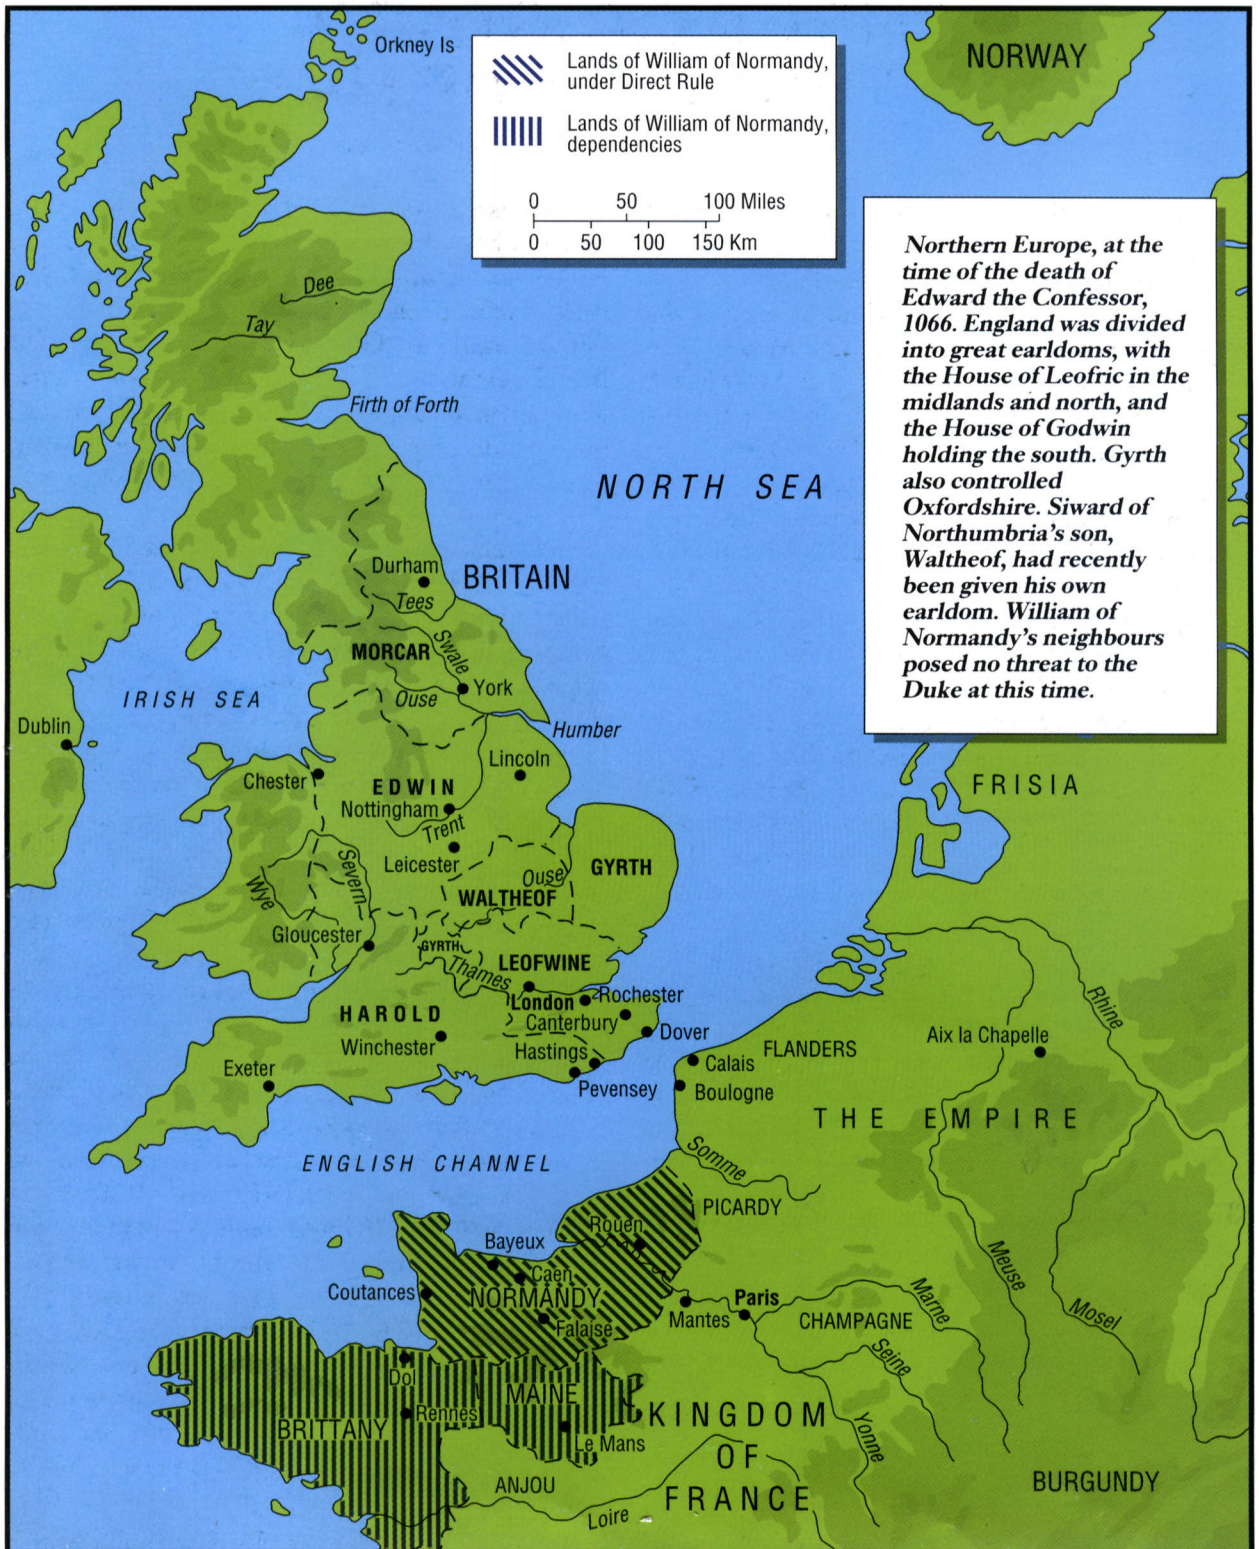 Orkney Is
Lands of William of Normandy,
under Direct Rule
Lands of William of Normandy,
dependencies
0 50 100 Miles
0 50 100 150 Km
NORWAY
Northern Europe, at the
time of the death of
Edward the Confessor,
1066. England was divided
into great earldoms, with
the House of Leofric in the
midlands and north, and
the House of Godwin
holding the south. Gyrth
also controlled
Oxfordshire. Siward of
Northumbria's son,
Waltheof, had recently
been given his own
earldom. William of
Normandy's neighbours
posed no threat to the
Duke at this time.
Dee
Tay
Firth of Forth
NORTH SEA
Durham
BRITAIN
Tees
MORCAR
Swale
IRISH SEA
Ouse
York
Dublin
Humber
Lincoln
Chester
EDWIN
FRISIA
Nottingham
Trent
Leicester
Severn
Wye
Ouse
GYRTH
WALTHEOF
Gloucester
GYRTH
LEOFWINE
Thames
London
Rochester
HAROLD
Canterbury
Dover
Winchester
Hastings
Pevensey
Exeter
Calais
FLANDERS
Boulogne
Aix la Chapelle
Rhine
THE EMPIRE
ENGLISH CHANNEL
Somme
PICARDY
Rouen
Bayeux
Caen
Coutances
NORMANDY
Falaise
Mantes
Paris
CHAMPAGNE
Marne
Meuse
Mosel
Seine
Dol
MAINE
Rennes
BRITTANY
KINGDOM
OF
FRANCE
Le Mans
Yonne
ANJOU
Loire
BURGUNDY